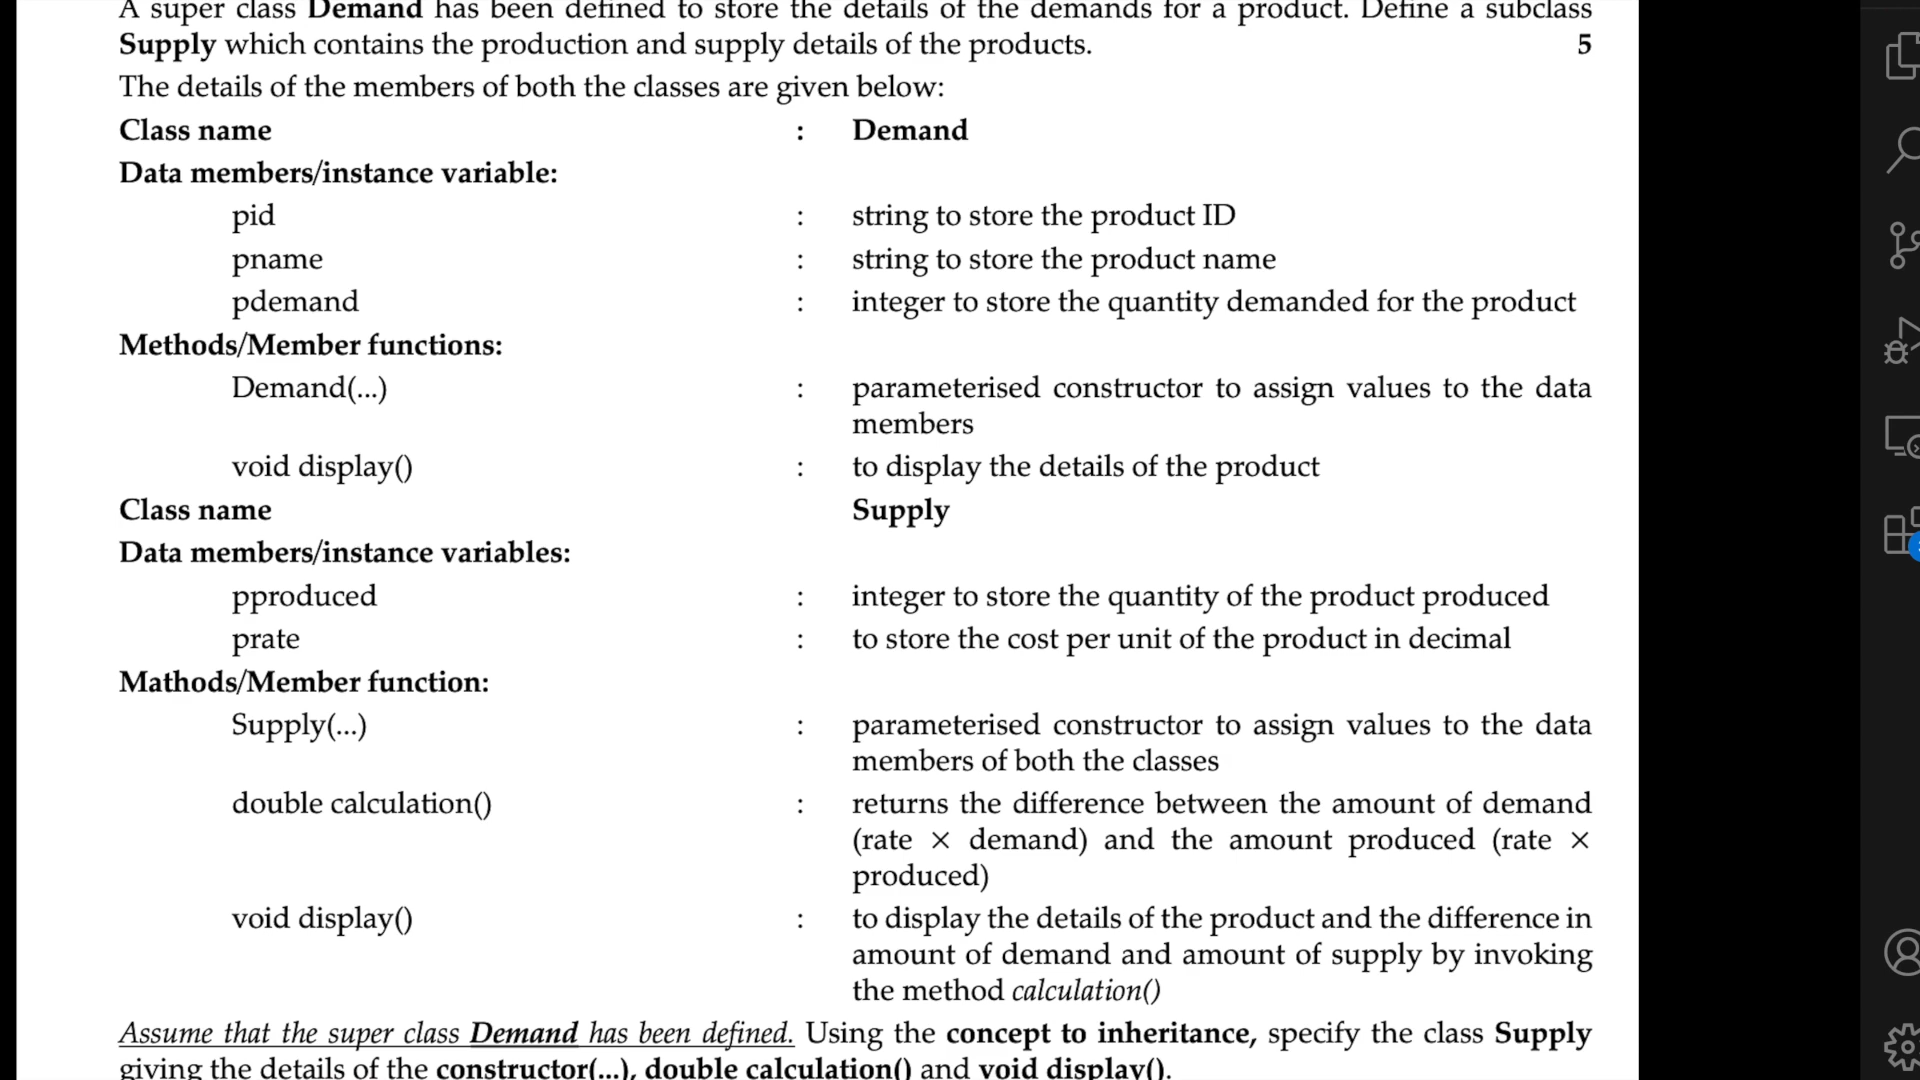 A super class Demand has been defined to store the details of the demands for a product. Define a subclass
Supply which contains the production and supply details of the products. 5
The details of the members of both the classes are given below:
Class name : Demand
Data members/instance variable:
pid : string to store the product ID
pname : string to store the product name
pdemand : integer to store the quantity demanded for the product
Methods/Member functions:
Demand(...) : parameterised constructor to assign values to the data
members
void display() : to display the details of the product
Class name Supply
Data members/instance variables:
pproduced : integer to store the quantity of the product produced
prate : to store the cost per unit of the product in decimal
Mathods/Member function:
Supply(...) : parameterised constructor to assign values to the data
members of both the classes
double calculation() : returns the difference between the amount of demand
(rate × demand) and the amount produced (rate ×
produced)
void display() : to display the details of the product and the difference in
amount of demand and amount of supply by invoking
the method calculation()
Assume that the super class Demand has been defined. Using the concept to inheritance, specify the class Supply
giving the details of the constructor(...), double calculation() and void display().